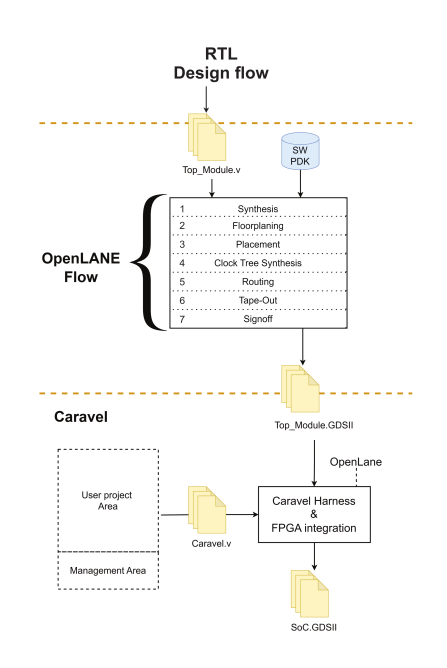 RTL
Design flow
Top_Module.v
SW
PDK
OpenLANE
Flow
1 Synthesis
2 Floorplaning
3 Placement
4 Clock Tree Synthesis
5 Routing
6 Tape-Out
7 Signoff
Top_Module.GDSII
Caravel
OpenLane
User project
Area
Management Area
Caravel.v
Caravel Harness
&
FPGA integration
SoC.GDSII